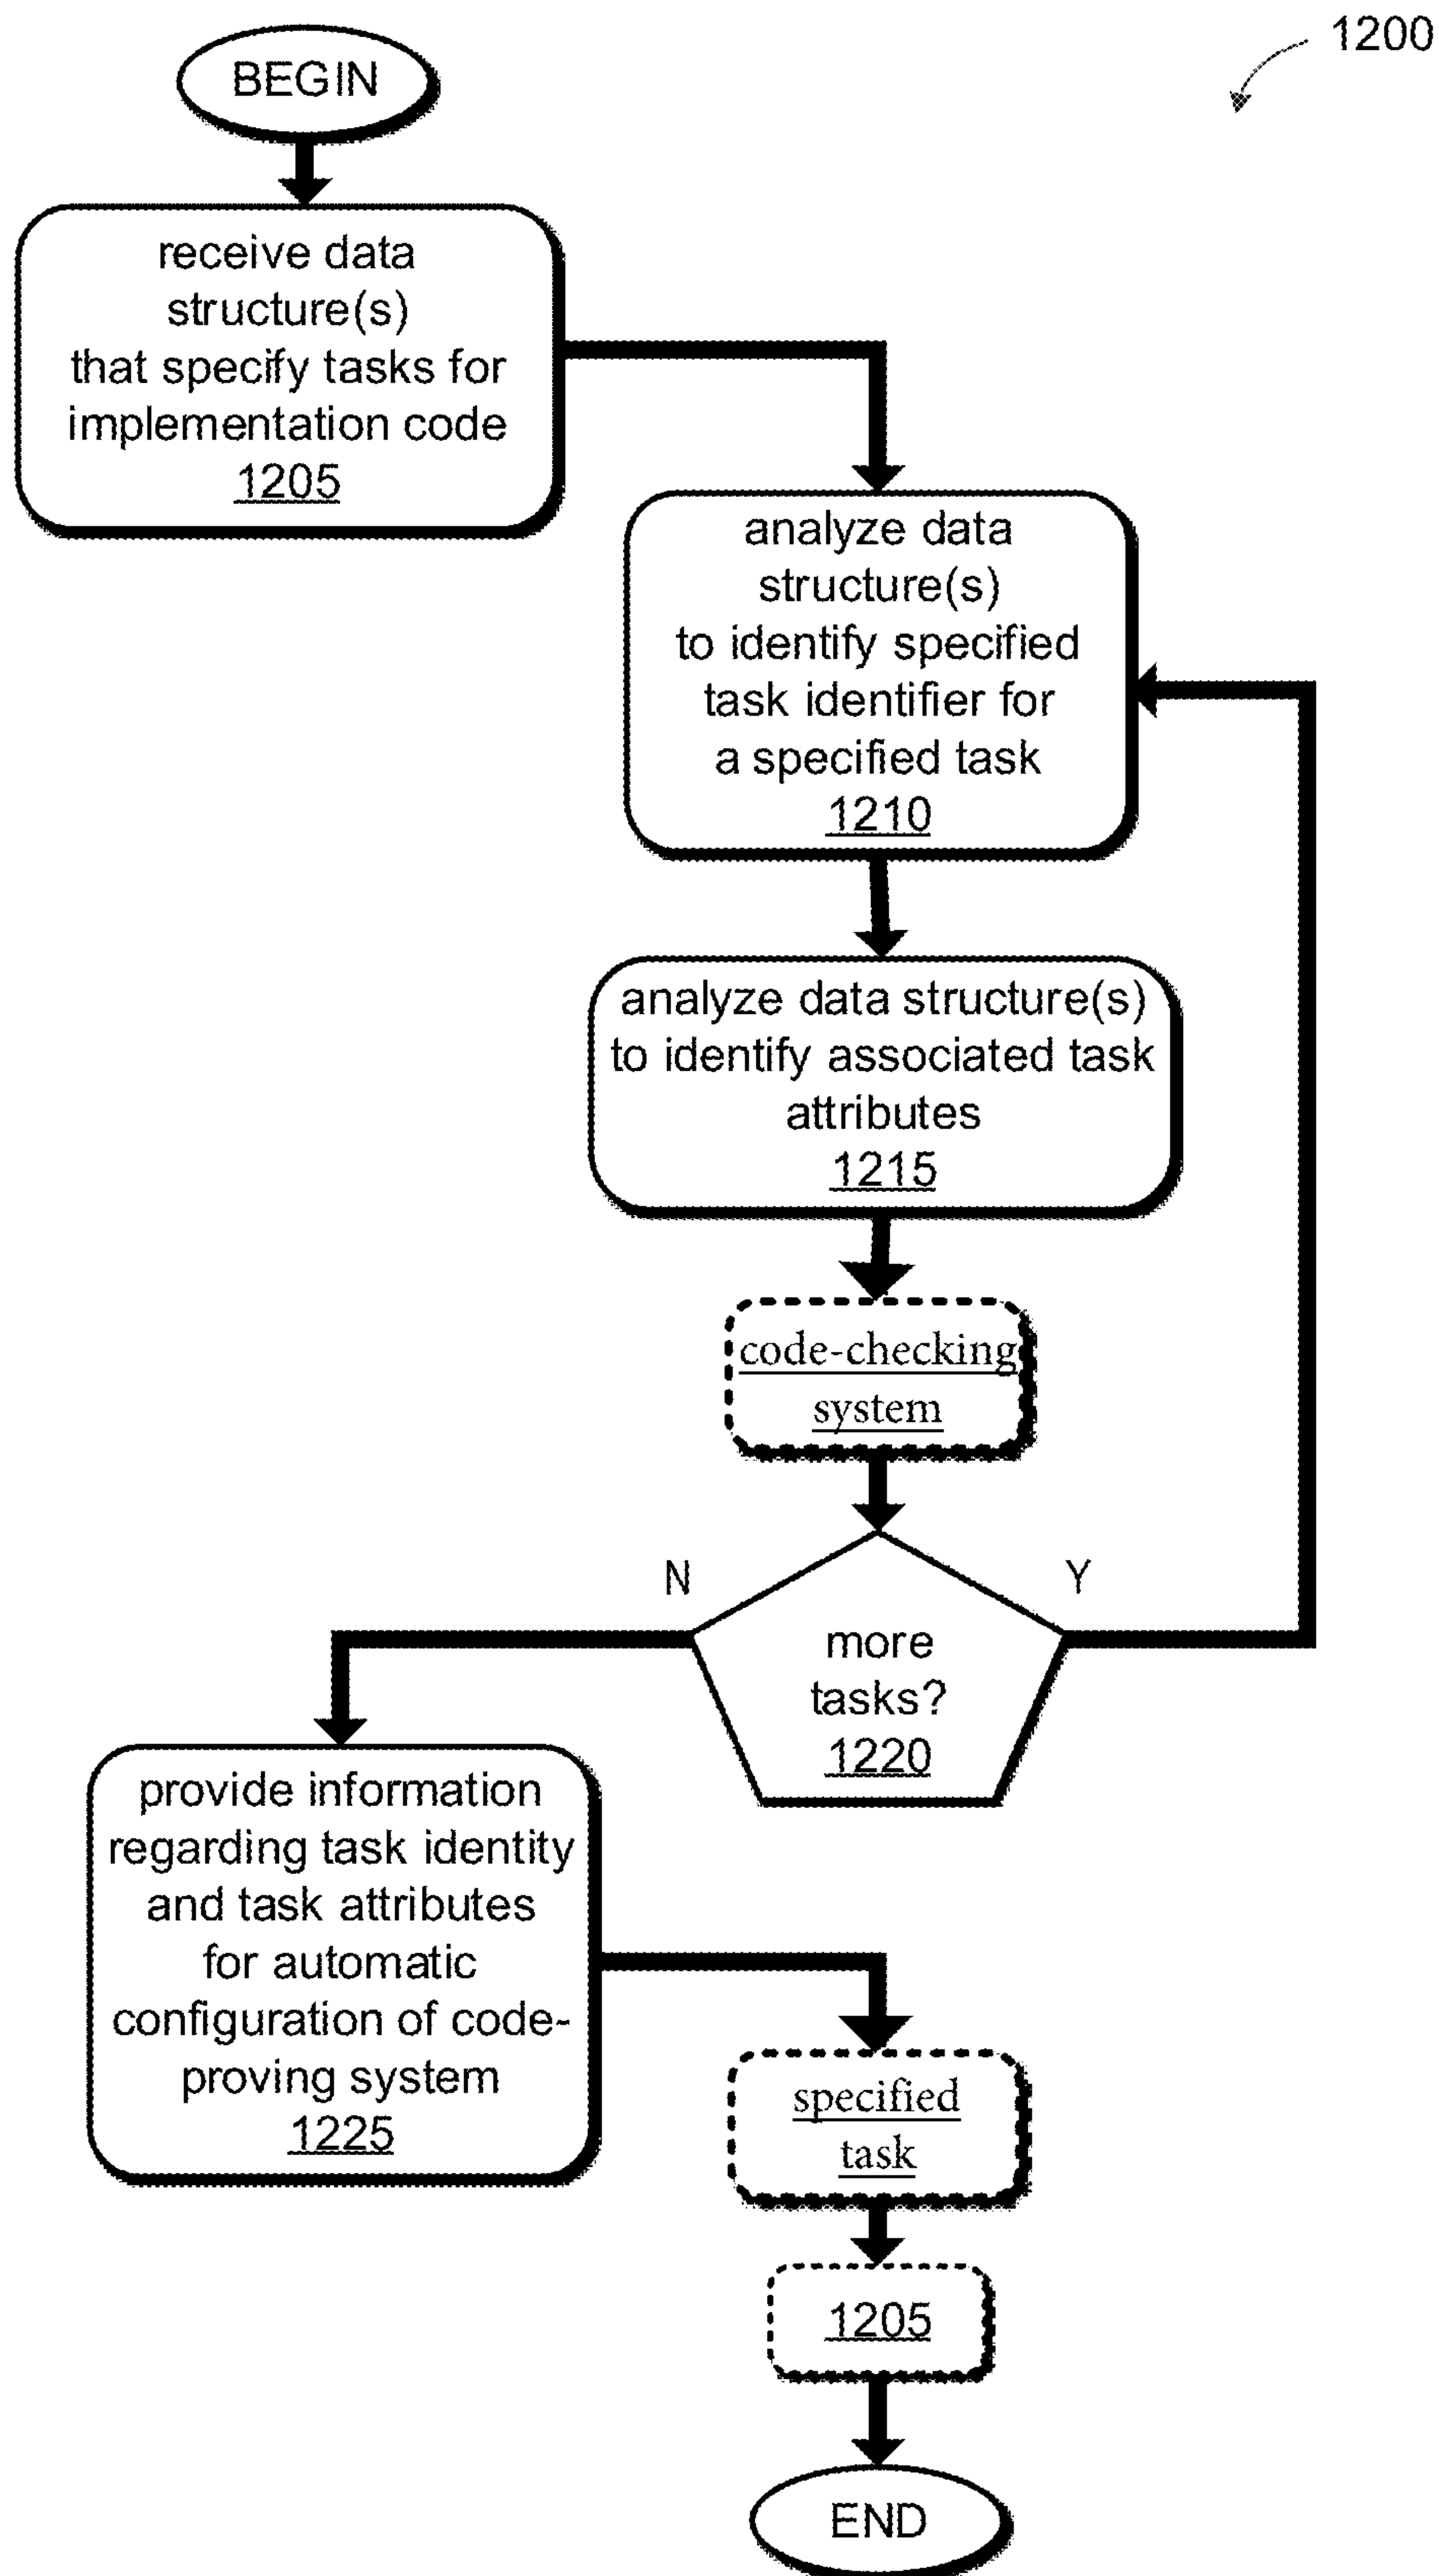 1200
BEGIN
receive data
structure(s)
that specify tasks for
implementation code
1205
analyze data
structure(s)
to identify specified
task identifier for
a specified task
1210
analyze data structure(s)
to identify associated task
attributes
1215
code-checking
system
N
Y
more
tasks?
1220
provide information
regarding task identity
and task attributes
for automatic
configuration of code-
proving system
1225
specified
task
1205
END